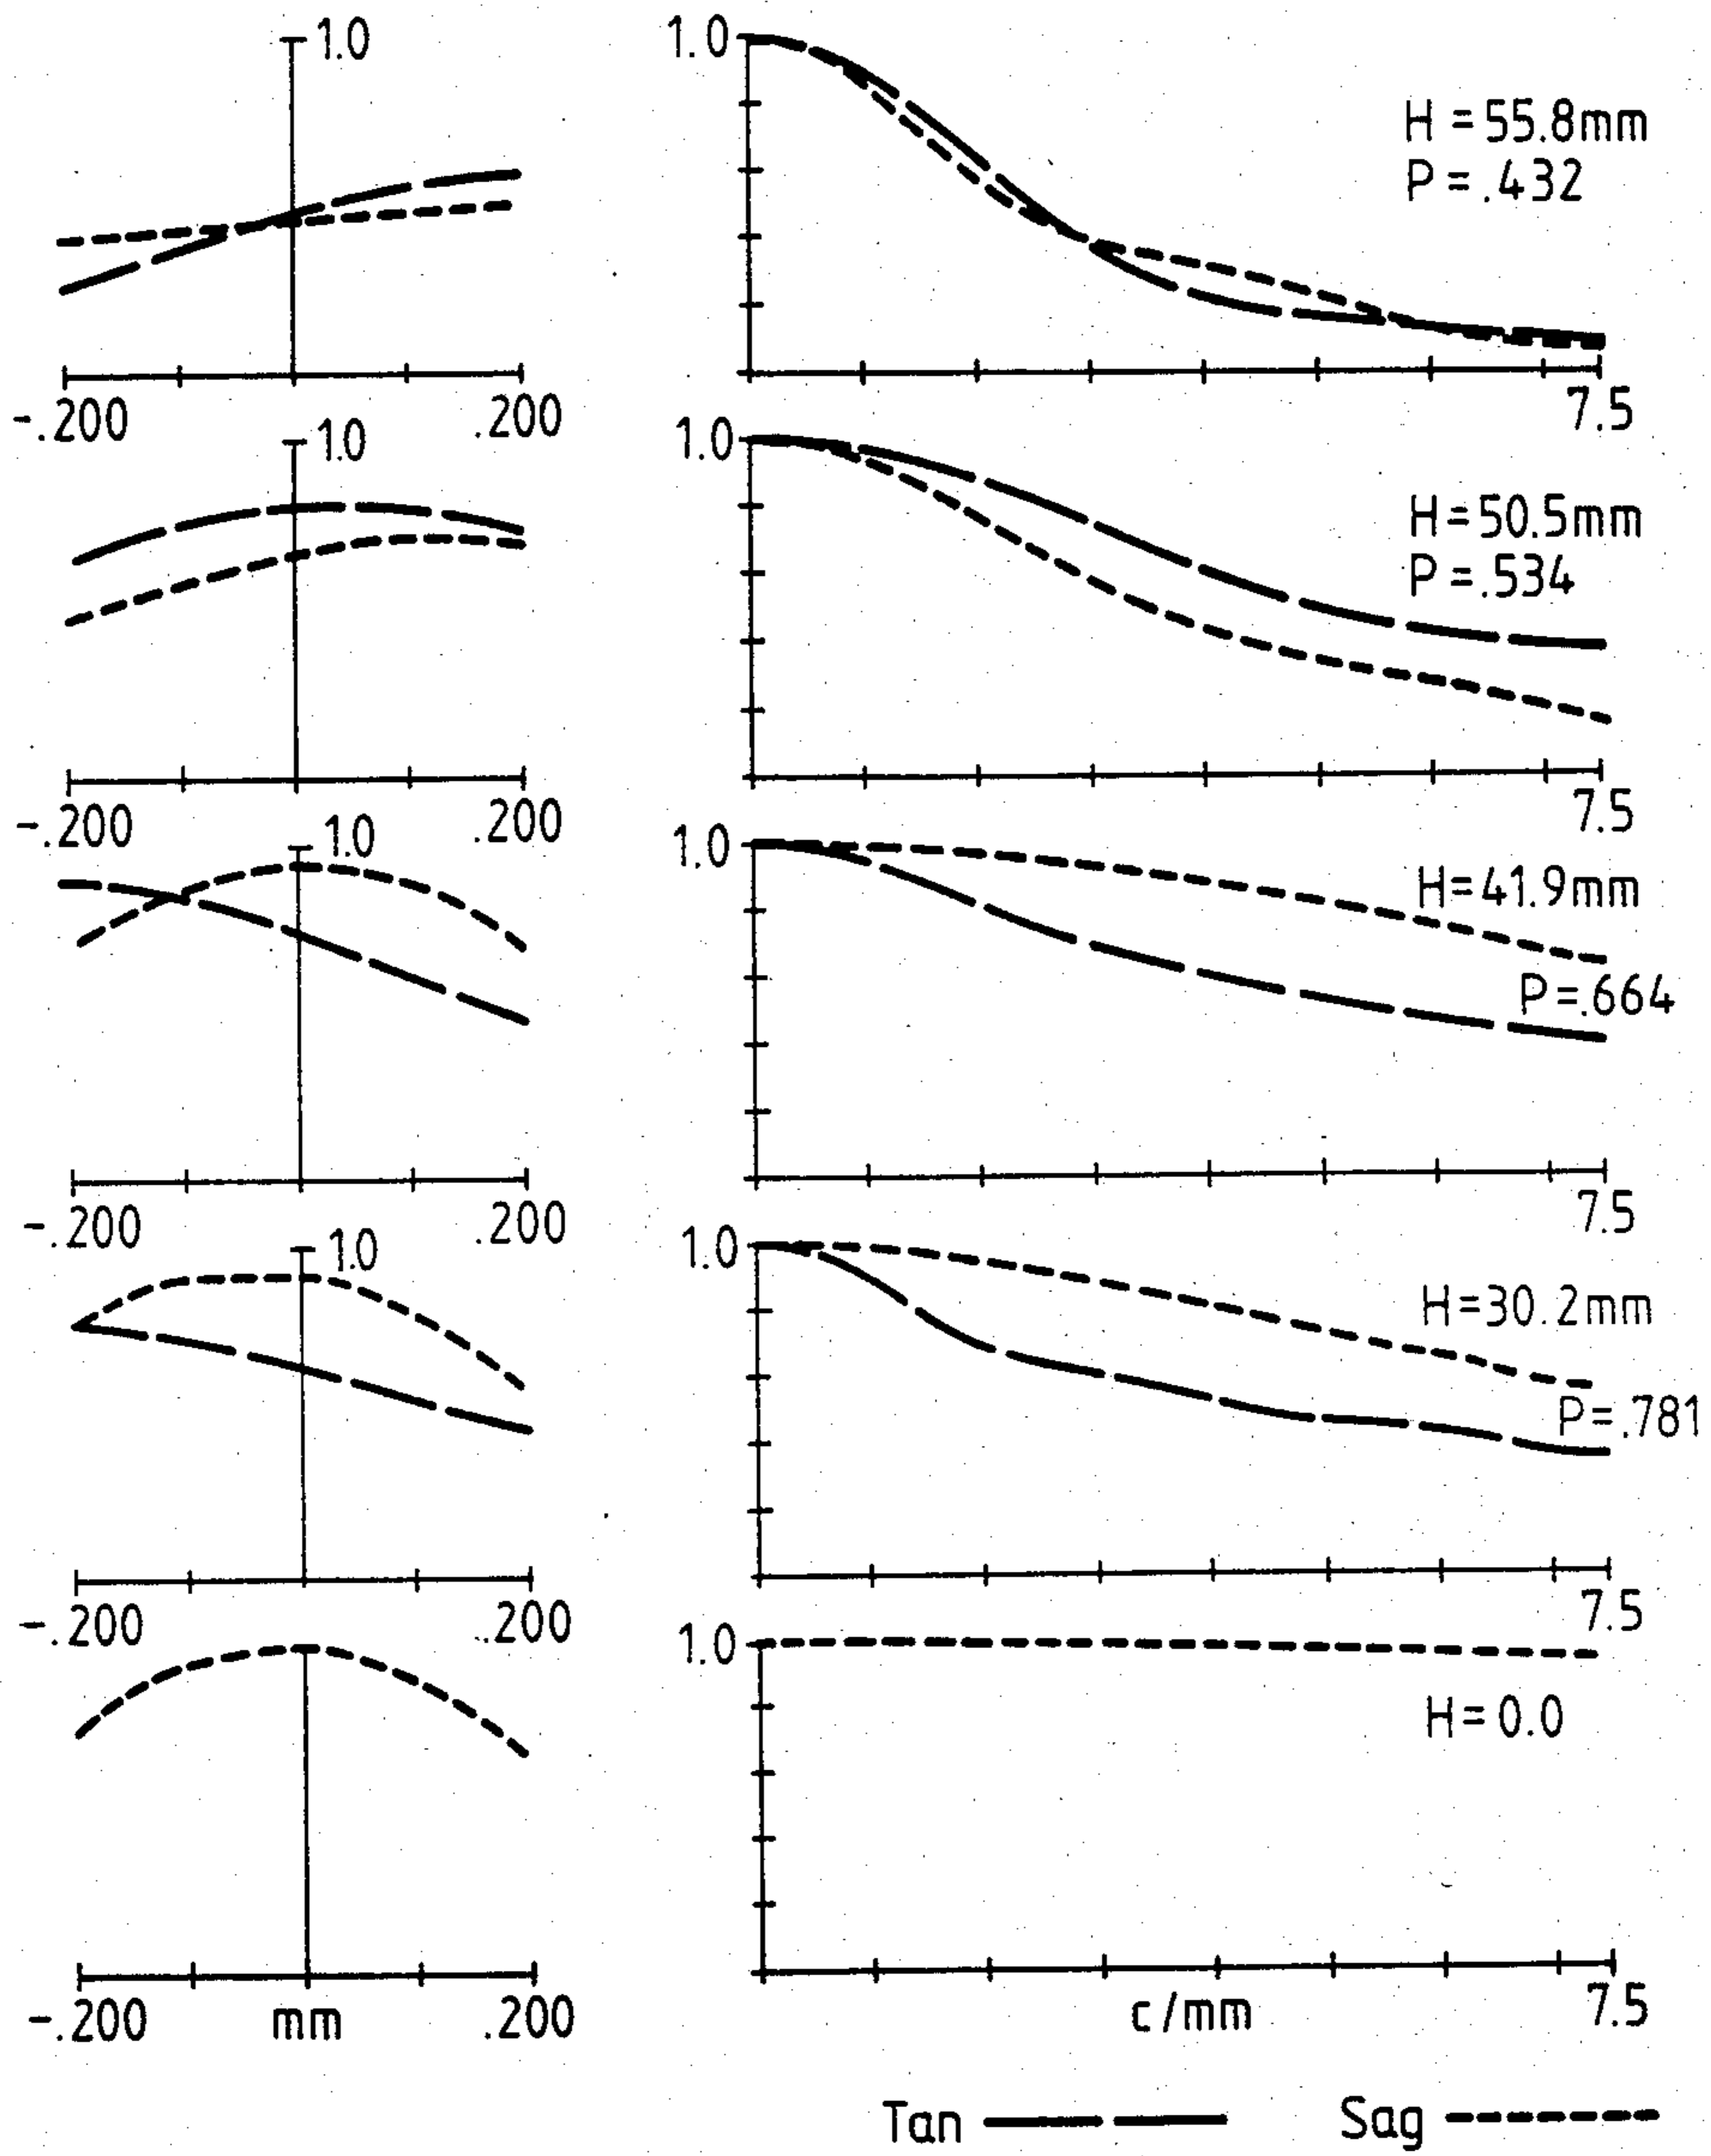 1.0 1.0
H = 55.8mm
P = .432
-.200 .200 7.5
1.0 1.0
H = 50.5mm
P = .534
-.200 .200 7.5
1.0 1.0
H = 41.9mm
P = .664
-.200 .200 7.5
1.0 1.0
H = 30.2mm
P = .781
-.200 .200 7.5
1.0
H = 0.0
-.200 mm .200 c/mm 7.5
Tan Sag